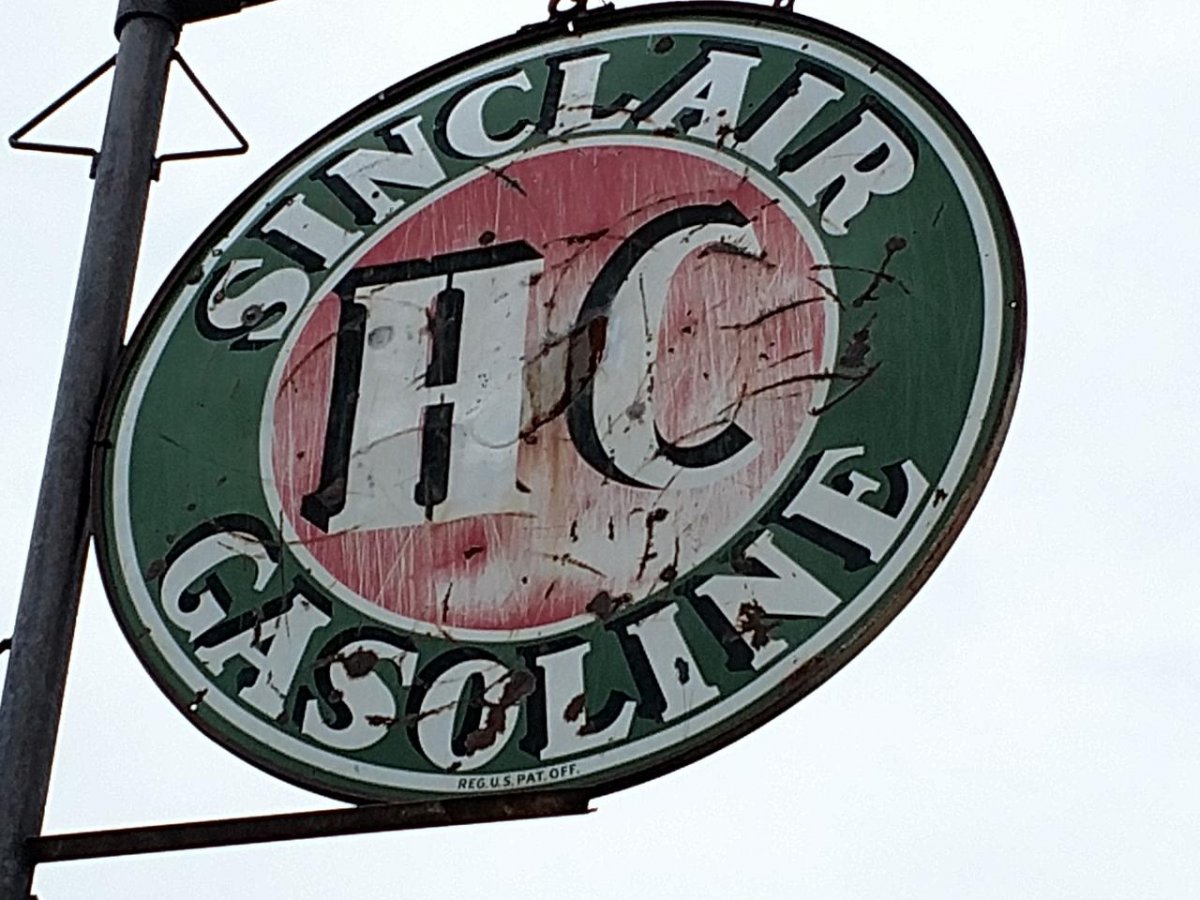 SINCLAIR
HC
GASOLINE
REG. U.S. PAT. OFF.